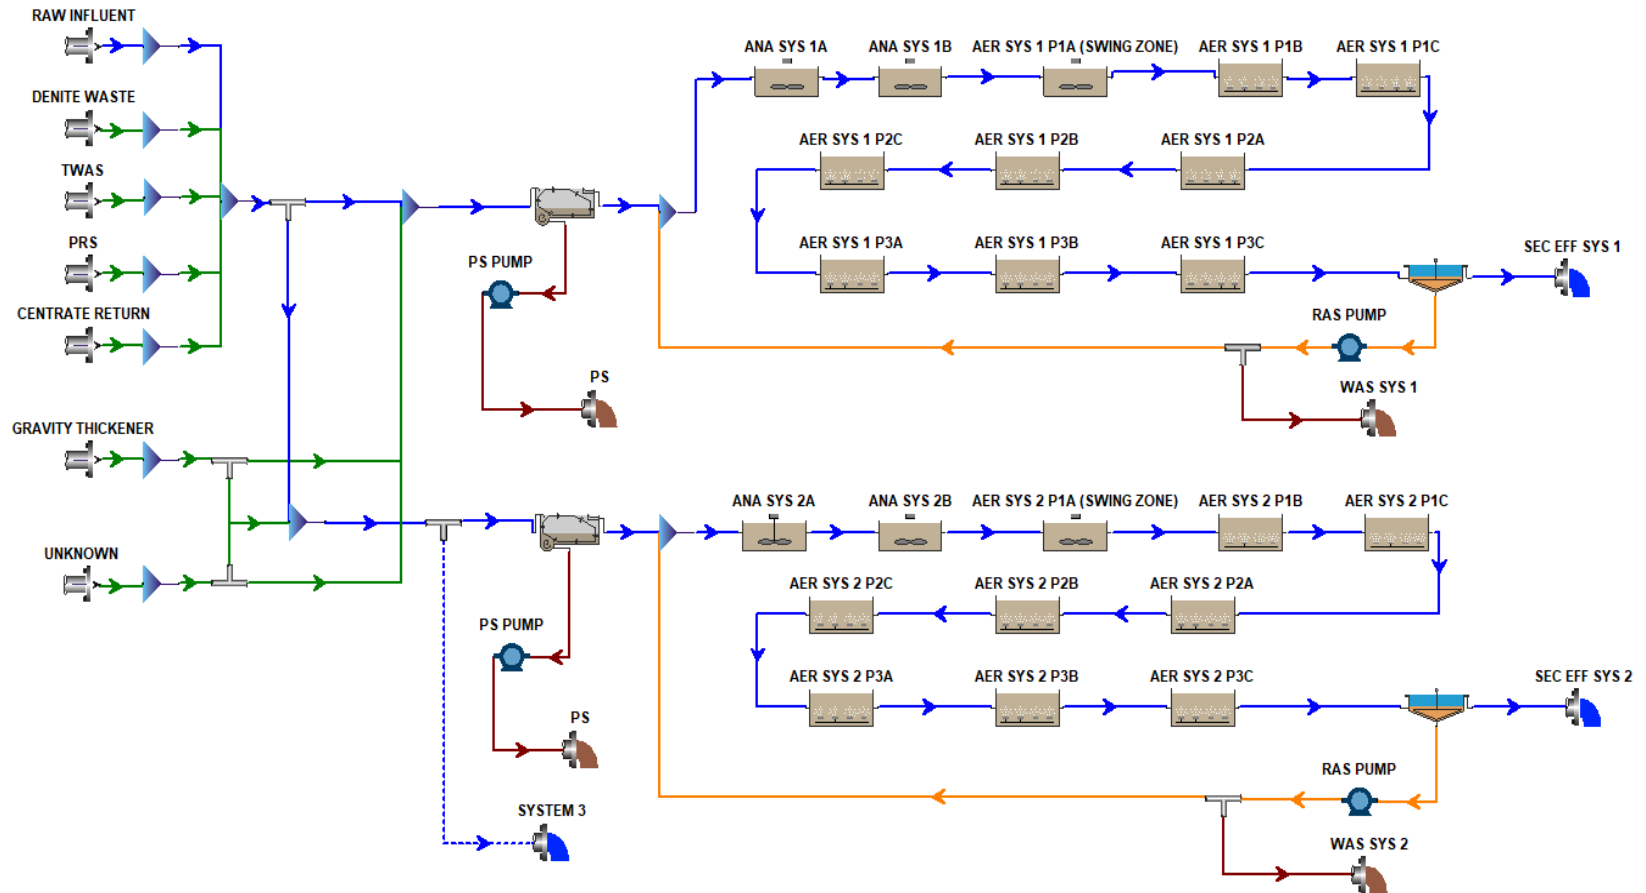 RAW INFLUENT
DENITE WASTE
TWAS
PRS
CENTRATE RETURN
GRAVITY THICKENER
UNKNOWN
ANA SYS 1A
ANA SYS 1B
AER SYS 1 P1A (SWING ZONE)
AER SYS 1 P1B
AER SYS 1 P1C
AER SYS 1 P2C
AER SYS 1 P2B
AER SYS 1 P2A
AER SYS 1 P3A
AER SYS 1 P3B
AER SYS 1 P3C
SEC EFF SYS 1
PS PUMP
RAS PUMP
PS
WAS SYS 1
ANA SYS 2A
ANA SYS 2B
AER SYS 2 P1A (SWING ZONE)
AER SYS 2 P1B
AER SYS 2 P1C
AER SYS 2 P2C
AER SYS 2 P2B
AER SYS 2 P2A
PS PUMP
AER SYS 2 P3A
AER SYS 2 P3B
AER SYS 2 P3C
SEC EFF SYS 2
PS
RAS PUMP
SYSTEM 3
WAS SYS 2